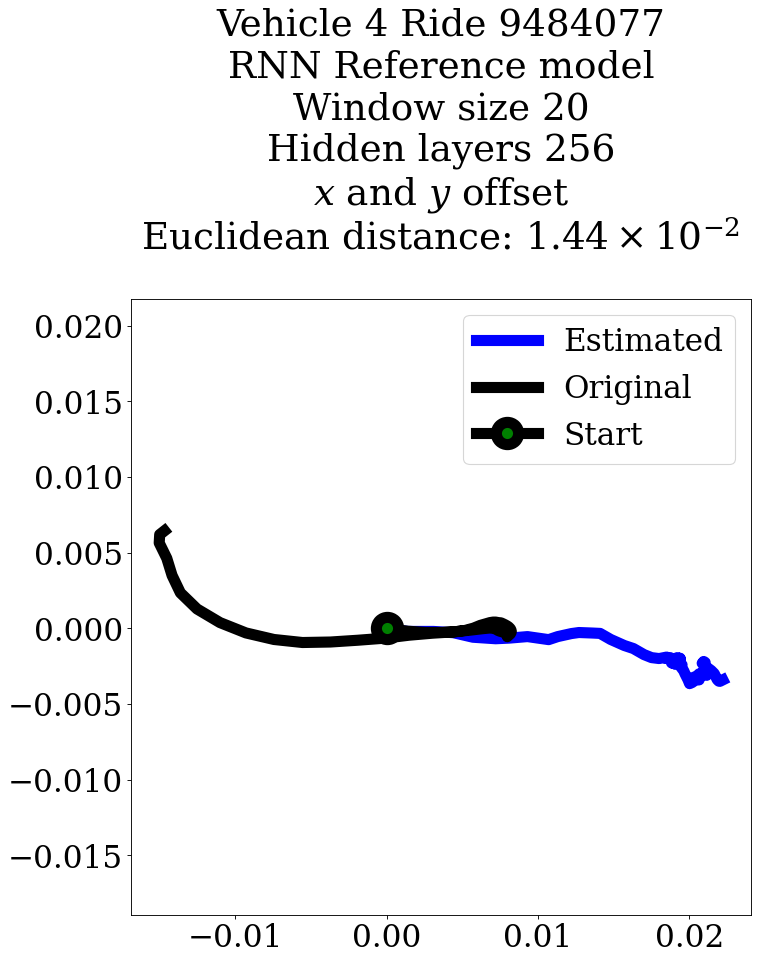 Vehicle 4 Ride 9484077
RNN Reference model
Window size 20
Hidden layers 256
x and y offset
Euclidean distance: 1.44 × 10⁻²
Estimated
Original
Start
0.020
0.015
0.010
0.005
0.000
−0.005
−0.010
−0.015
−0.01 0.00 0.01 0.02